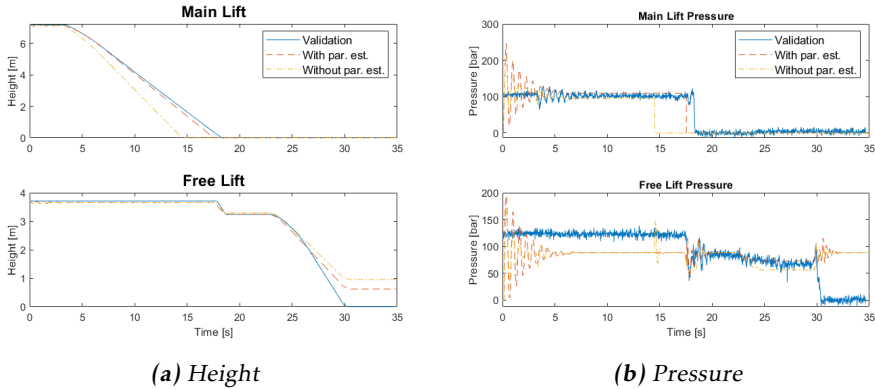 Main Lift
Height [m]
6
4
2
0
0 5 10 15 20 25 30 35
Validation
With par. est.
Without par. est.
Free Lift
Height [m]
4
3
2
1
0
0 5 10 15 20 25 30 35
Time [s]
(a) Height
Main Lift Pressure
Pressure [bar]
300
200
100
0
0 5 10 15 20 25 30 35
Validation
With par. est.
Without par. est.
Free Lift Pressure
Pressure [bar]
200
150
100
50
0
0 5 10 15 20 25 30 35
Time [s]
(b) Pressure